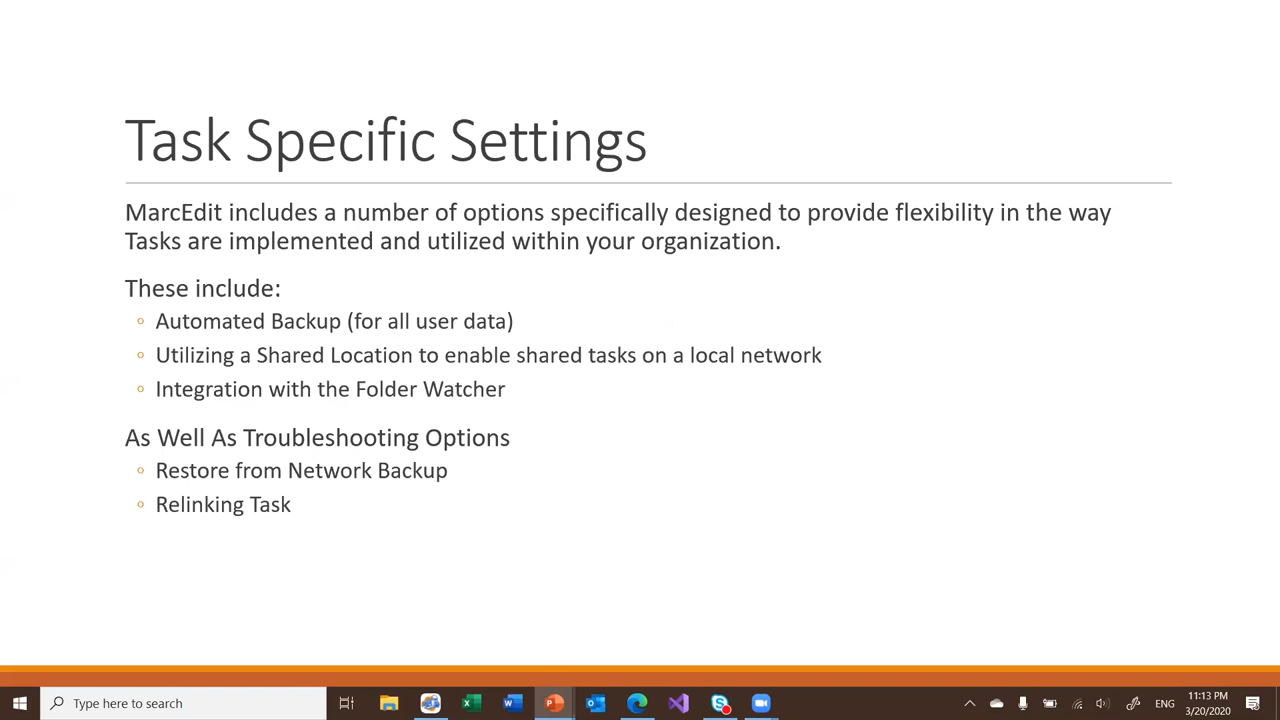 Task Specific Settings
MarcEdit includes a number of options specifically designed to provide flexibility in the way
Tasks are implemented and utilized within your organization.
These include:
Automated Backup (for all user data)
Utilizing a Shared Location to enable shared tasks on a local network
Integration with the Folder Watcher
As Well As Troubleshooting Options
Restore from Network Backup
Relinking Task
Type here to search
ENG
11:13 PM
3/20/2020